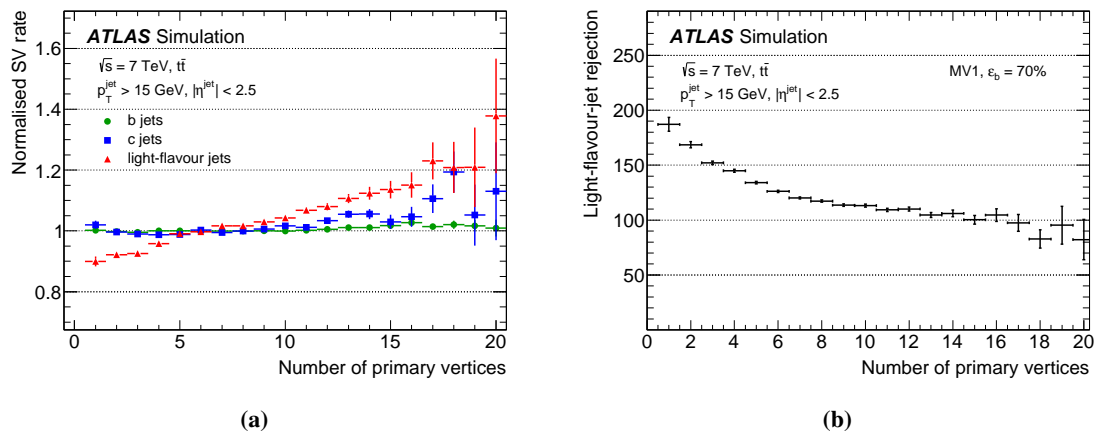 Normalised SV rate
1.6
1.4
1.2
1
0.8
ATLAS Simulation
√s = 7 TeV, tt̄
p_T^jet > 15 GeV, |η^jet| < 2.5
b jets
c jets
light-flavour jets
0 5 10 15 20
Number of primary vertices
(a)
Light-flavour-jet rejection
250
200
150
100
50
ATLAS Simulation
√s = 7 TeV, tt̄ MV1, ε_b = 70%
p_T^jet > 15 GeV, |η^jet| < 2.5
0 2 4 6 8 10 12 14 16 18 20
Number of primary vertices
(b)